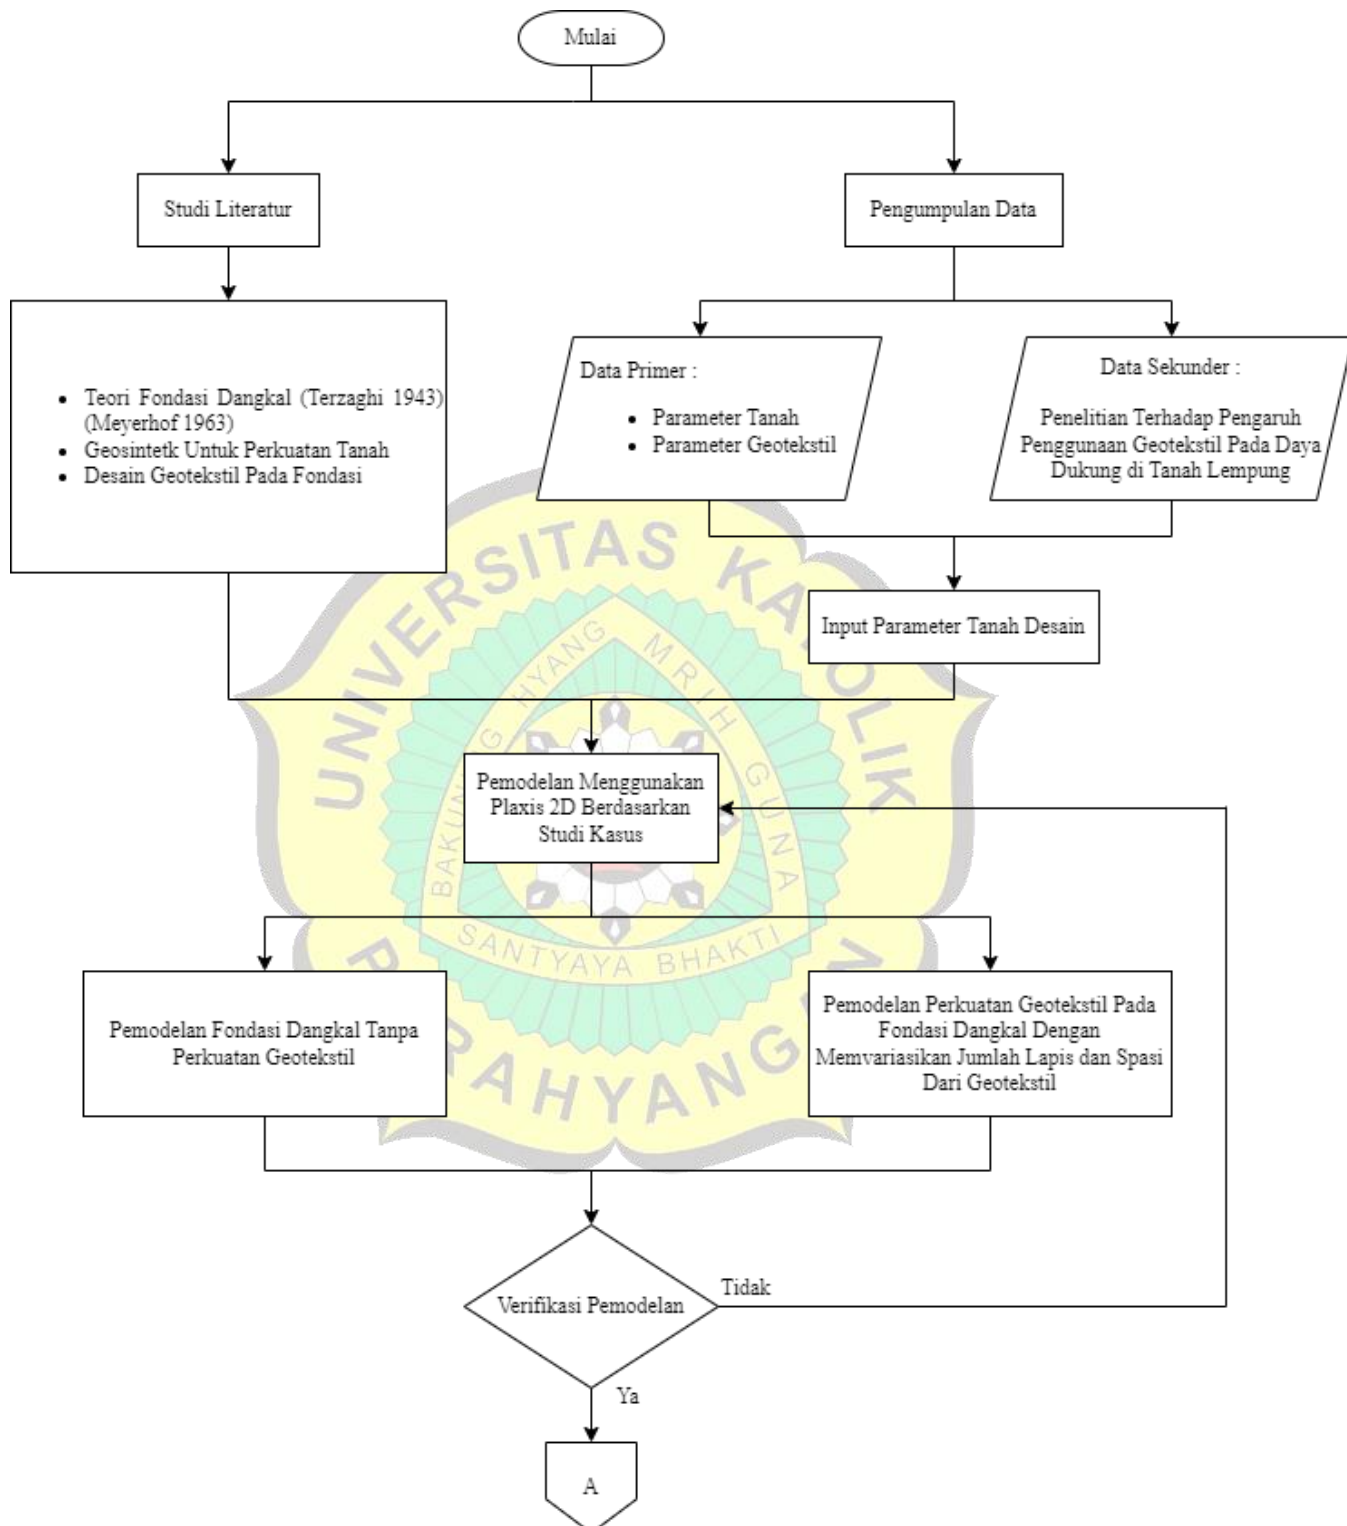 Mulai
Studi Literatur
Pengumpulan Data
• Teori Fondasi Dangkal (Terzaghi 1943)
(Meyerhof 1963)
• Geosintetk Untuk Perkuatan Tanah
• Desain Geotekstil Pada Fondasi
Data Primer :
• Parameter Tanah
• Parameter Geotekstil
Data Sekunder :
Penelitian Terhadap Pengaruh
Penggunaan Geotekstil Pada Daya
Dukung di Tanah Lempung
Input Parameter Tanah Desain
UNIVERSITAS KATOLIK
BAKUNING HYANG MRIH GUNA
SANTYAYA BHAKTI
Pemodelan Menggunakan
Plaxis 2D Berdasarkan
Studi Kasus
Pemodelan Fondasi Dangkal Tanpa
Perkuatan Geotekstil
Pemodelan Perkuatan Geotekstil Pada
Fondasi Dangkal Dengan
Memvariasikan Jumlah Lapis dan Spasi
Dari Geotekstil
PARAHYANGAN
Verifikasi Pemodelan
Tidak
Ya
A